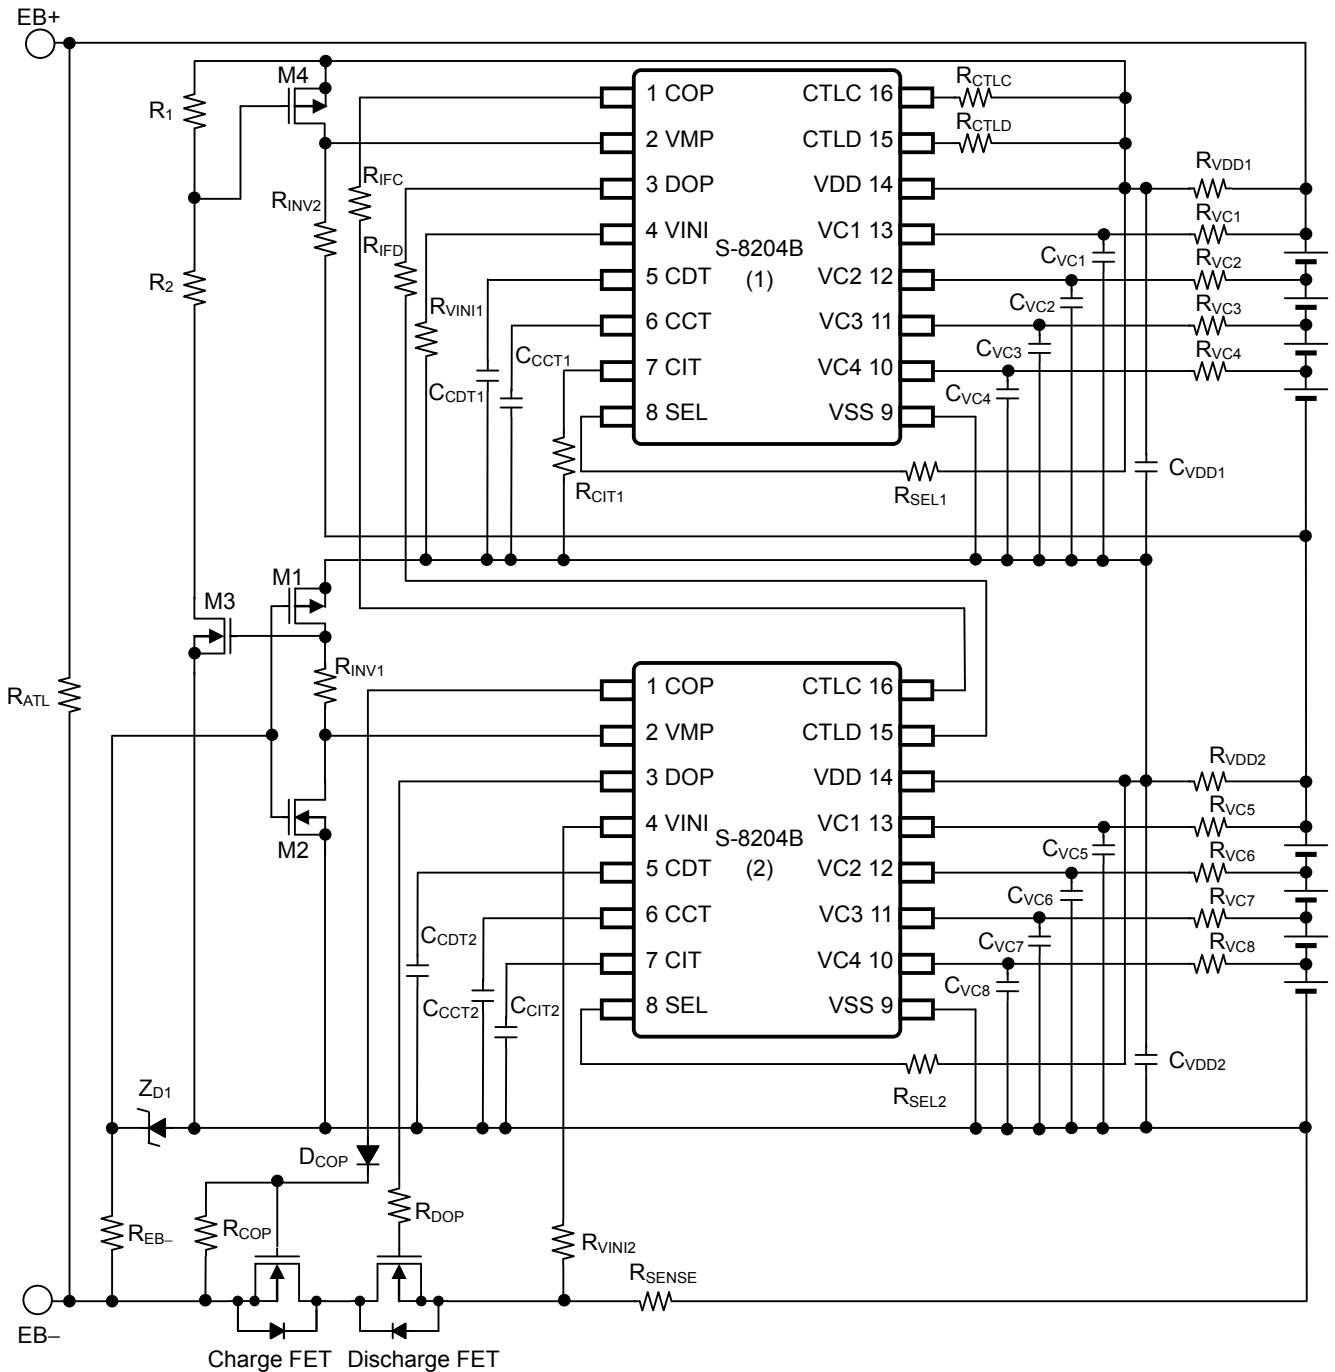 EB+
M4
R1
RINV2
R2
RIFC
RIFD
RVINI1
CCDT1
CCCT1
RCIT1
1 COP
2 VMP
3 DOP
4 VINI
5 CDT
6 CCT
7 CIT
8 SEL
S-8204B
(1)
CTLC 16
CTLD 15
VDD 14
VC1 13
VC2 12
VC3 11
VC4 10
VSS 9
RCTLC
RCTLD
RVDD1
RVC1
CVC1
RVC2
CVC2
RVC3
CVC3
RVC4
CVC4
CVDD1
RSEL1
M1
M3
RINV1
RATL
M2
1 COP
2 VMP
3 DOP
4 VINI
5 CDT
6 CCT
7 CIT
8 SEL
S-8204B
(2)
CTLC 16
CTLD 15
VDD 14
VC1 13
VC2 12
VC3 11
VC4 10
VSS 9
RVDD2
RVC5
CVC5
RVC6
CVC6
RVC7
CVC7
RVC8
CVC8
CCDT2
CCCT2
CCIT2
CVDD2
RSEL2
ZD1
DCOP
RDOP
REB–
RCOP
RVINI2
RSENSE
EB–
Charge FET
Discharge FET